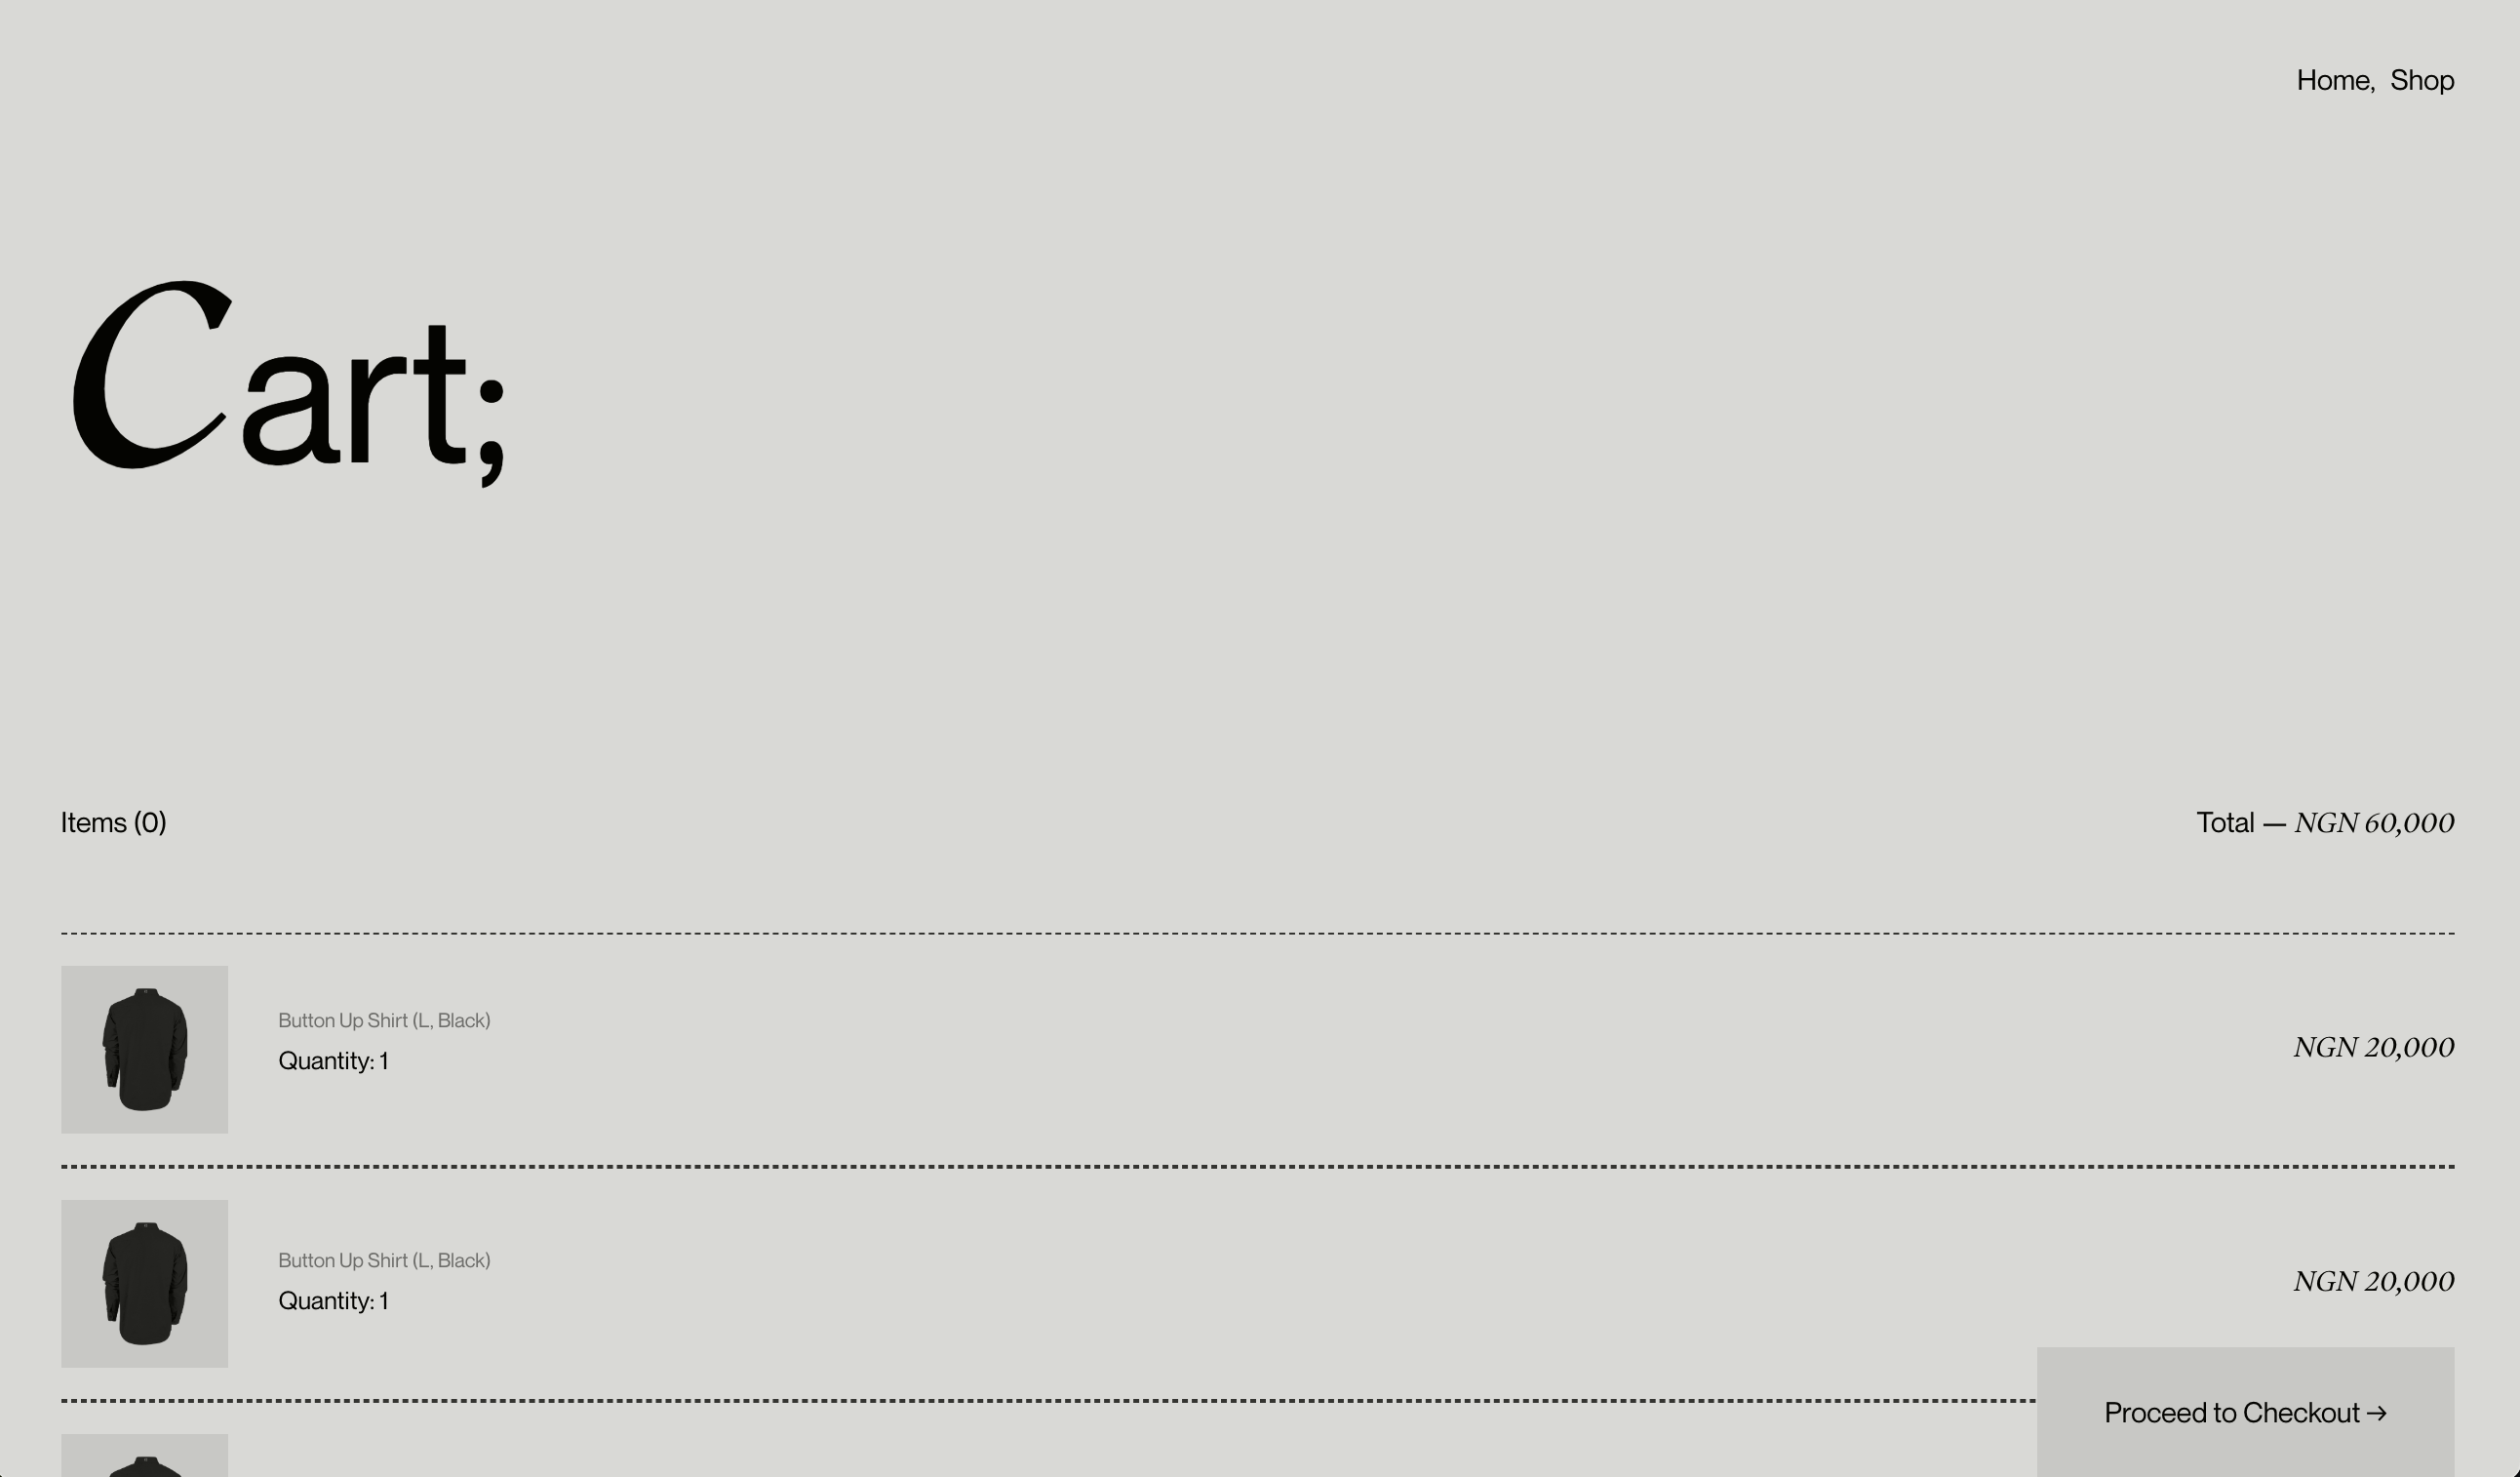 Home, Shop
Cart;
Items (0)
Total — NGN 60,000
Button Up Shirt (L, Black)
Quantity: 1
NGN 20,000
Button Up Shirt (L, Black)
Quantity: 1
NGN 20,000
Proceed to Checkout →